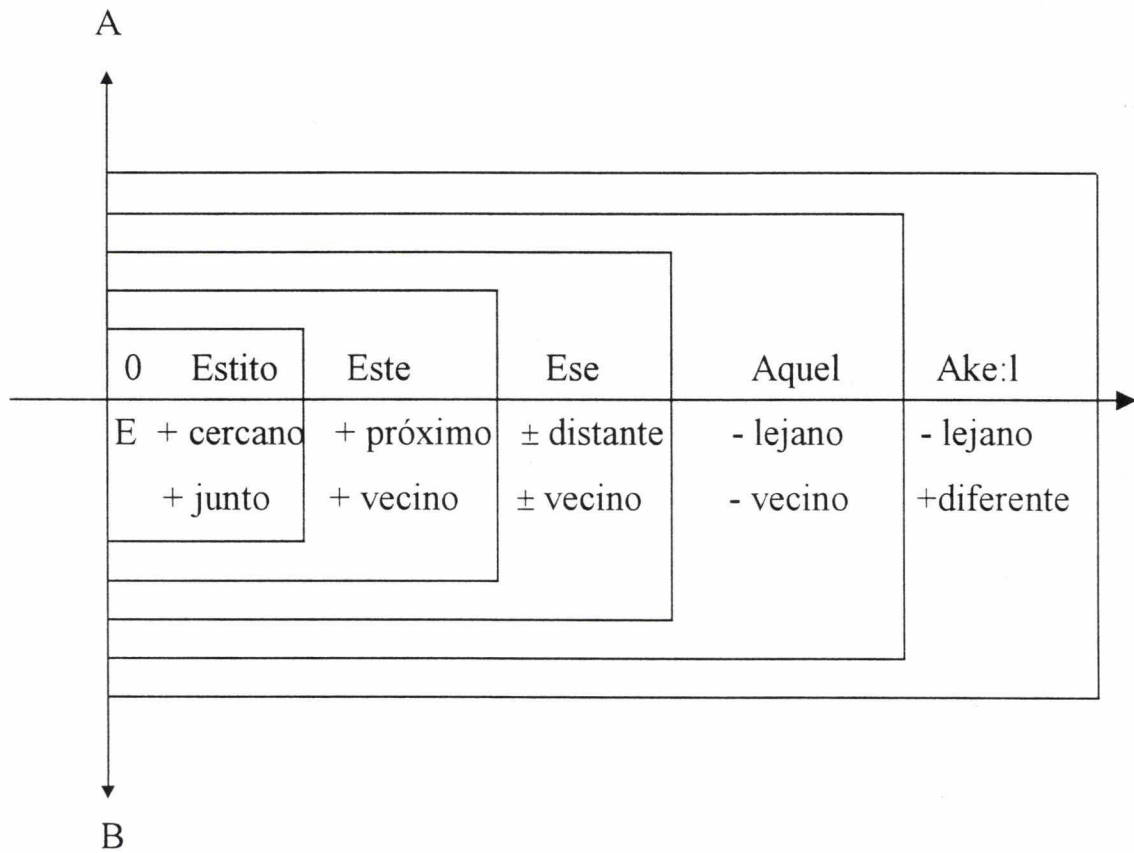 A
0 Estito Este Ese Aquel Ake:l
E + cercano + próximo ± distante - lejano - lejano
+ junto + vecino ± vecino - vecino +diferente
B